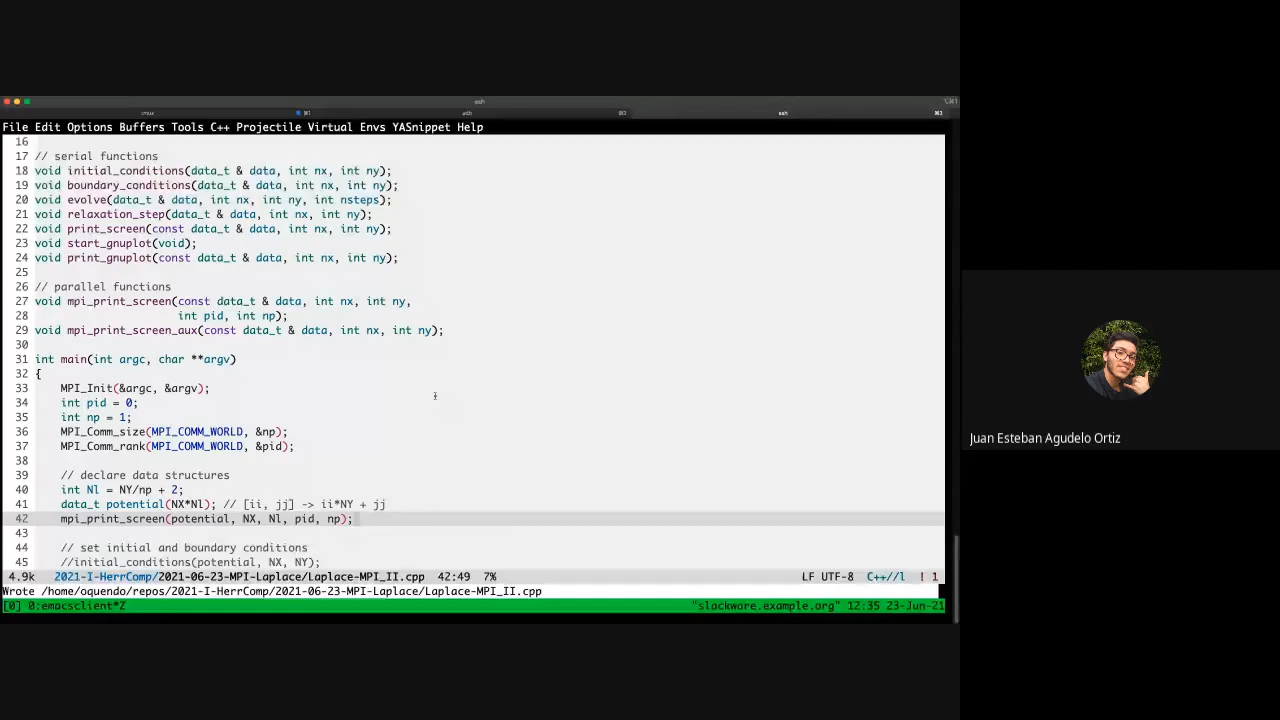 ssh
⌥⌘1
cmux
⌘1
adb
⌘2
ssh
⌘3
File Edit Options Buffers Tools C++ Projectile Virtual Envs YASnippet Help
16
17 // serial functions
18 void initial_conditions(data_t & data, int nx, int ny);
19 void boundary_conditions(data_t & data, int nx, int ny);
20 void evolve(data_t & data, int nx, int ny, int nsteps);
21 void relaxation_step(data_t & data, int nx, int ny);
22 void print_screen(const data_t & data, int nx, int ny);
23 void start_gnuplot(void);
24 void print_gnuplot(const data_t & data, int nx, int ny);
25
26 // parallel functions
27 void mpi_print_screen(const data_t & data, int nx, int ny,
28 int pid, int np);
29 void mpi_print_screen_aux(const data_t & data, int nx, int ny);
30
31 int main(int argc, char **argv)
32 {
33 MPI_Init(&argc, &argv);
34 int pid = 0;
35 int np = 1;
36 MPI_Comm_size(MPI_COMM_WORLD, &np);
37 MPI_Comm_rank(MPI_COMM_WORLD, &pid);
38
39 // declare data structures
40 int Nl = NY/np + 2;
41 data_t potential(NX*Nl); // [ii, jj] -> ii*NY + jj
42 mpi_print_screen(potential, NX, Nl, pid, np);
43
44 // set initial and boundary conditions
45 //initial_conditions(potential, NX, NY);
4.9k 2021-I-HerrComp/2021-06-23-MPI-Laplace/Laplace-MPI_II.cpp 42:49 7% LF UTF-8 C++//l ! 1
Wrote /home/oquendo/repos/2021-I-HerrComp/2021-06-23-MPI-Laplace/Laplace-MPI_II.cpp
[0] 0:emacsclient*Z "slackware.example.org" 12:35 23-Jun-21
Juan Esteban Agudelo Ortiz